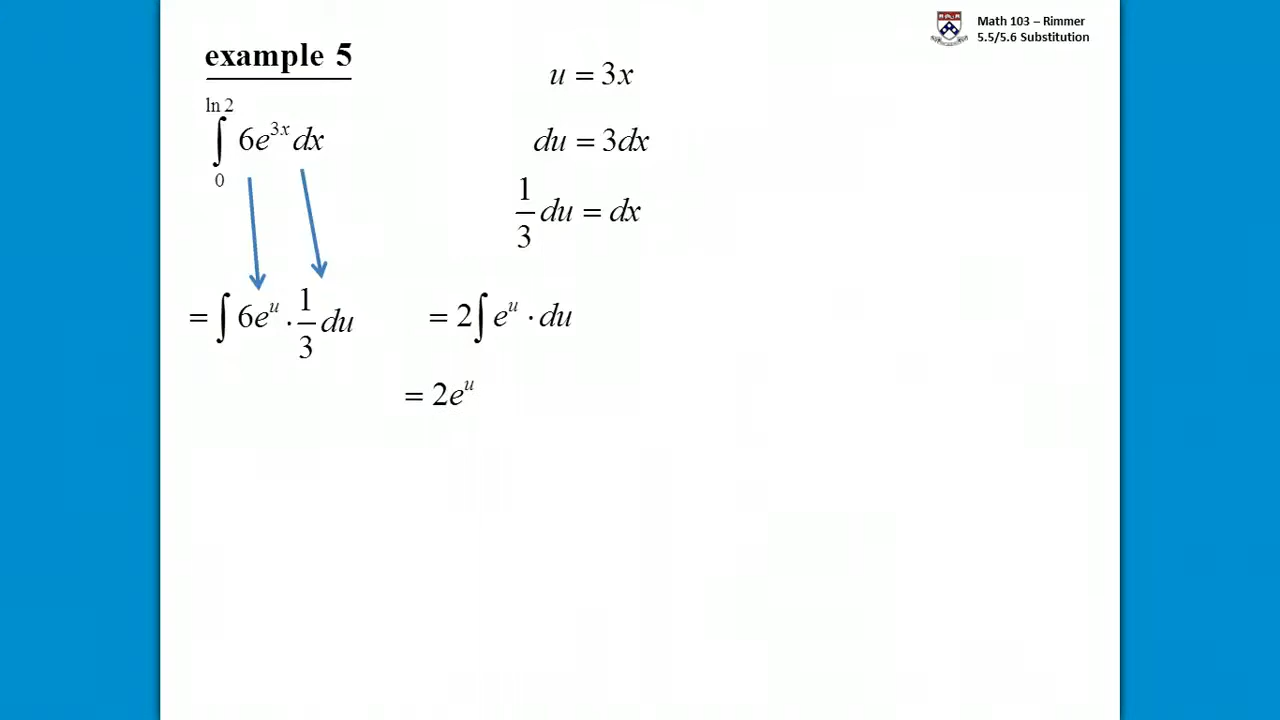 Math 103 – Rimmer
5.5/5.6 Substitution
example 5
∫₀^{ln 2} 6e^{3x} dx
u = 3x
du = 3dx
1/3 du = dx
= ∫ 6e^u · 1/3 du = 2∫ e^u · du
= 2e^u